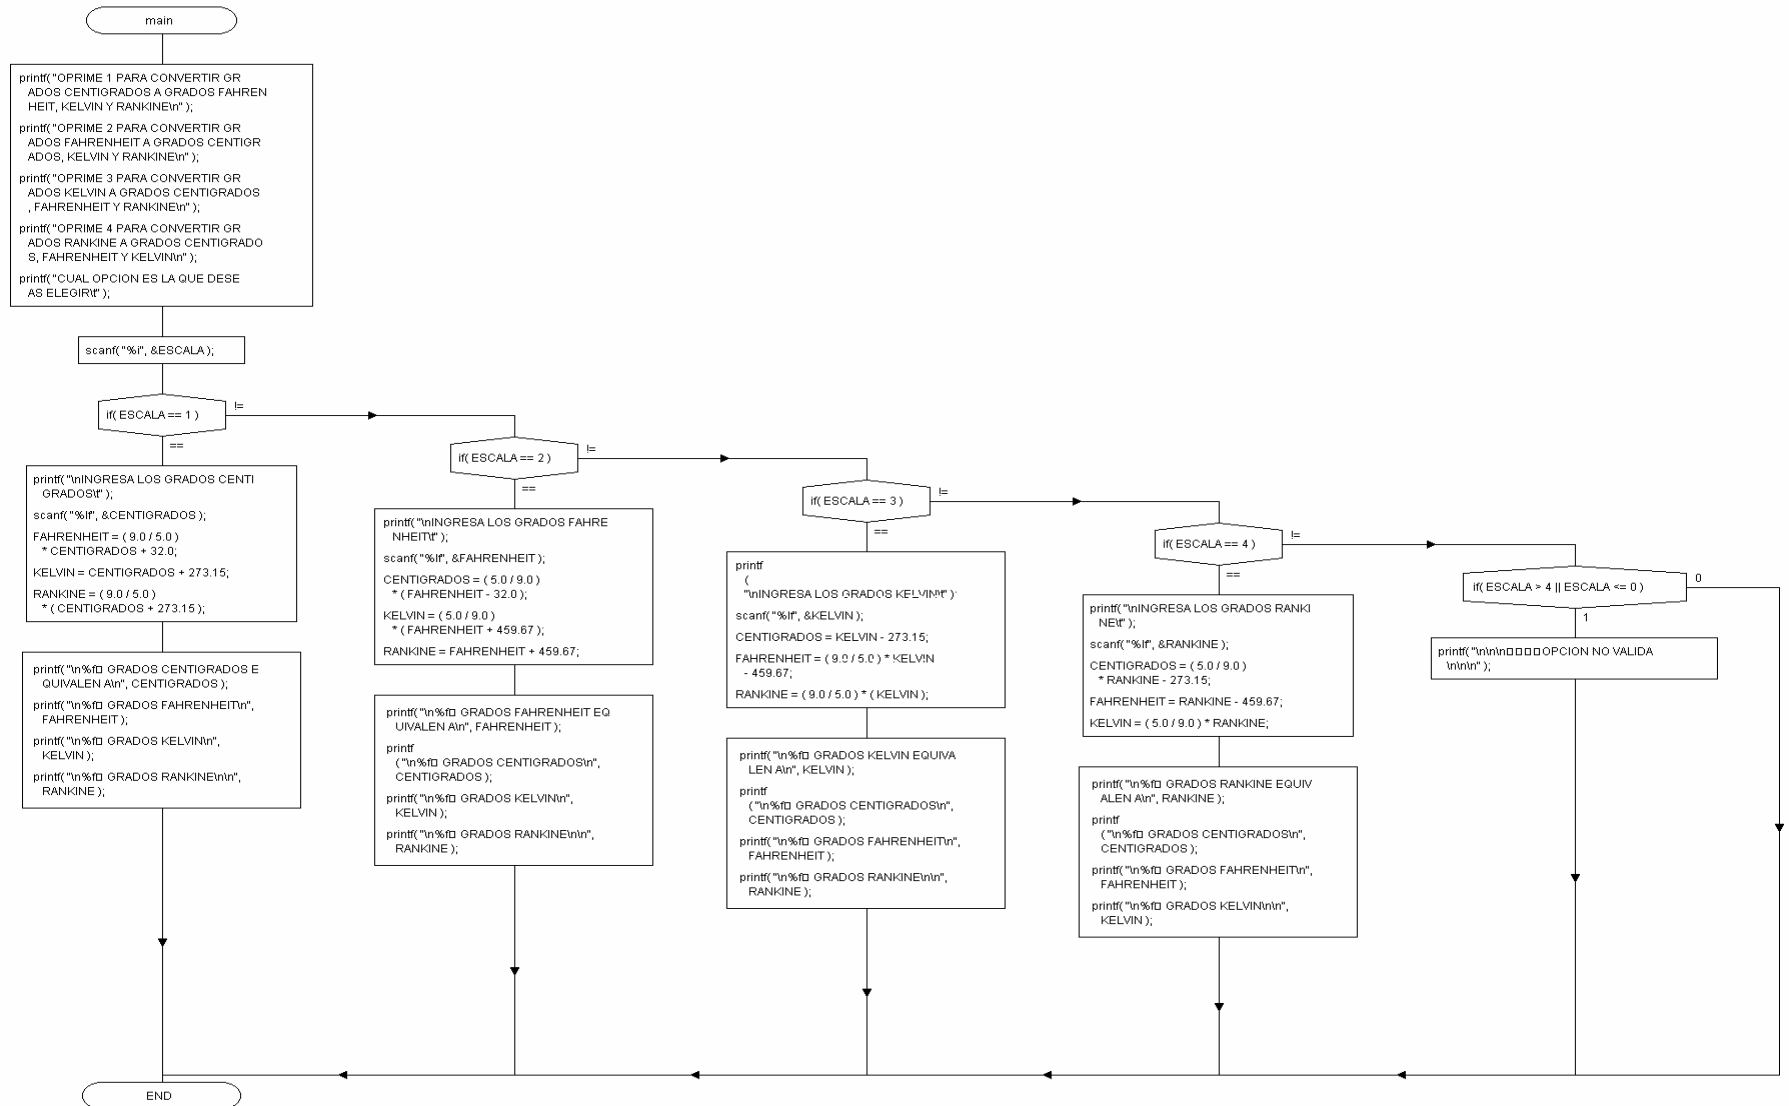 main
printf( "OPRIME 1 PARA CONVERTIR GR
ADOS CENTIGRADOS A GRADOS FAHREN
HEIT, KELVIN Y RANKINE\n" );
printf( "OPRIME 2 PARA CONVERTIR GR
ADOS FAHRENHEIT A GRADOS CENTIGR
ADOS, KELVIN Y RANKINE\n" );
printf( "OPRIME 3 PARA CONVERTIR GR
ADOS KELVIN A GRADOS CENTIGRADOS
, FAHRENHEIT Y RANKINE\n" );
printf( "OPRIME 4 PARA CONVERTIR GR
ADOS RANKINE A GRADOS CENTIGRADO
S, FAHRENHEIT Y KELVIN\n" );
printf( "CUAL OPCION ES LA QUE DESE
AS ELEGIR\t" );
scanf( "%i", &ESCALA );
if( ESCALA == 1 )
!=
==
printf( "\nINGRESA LOS GRADOS CENTI
GRADOS\t" );
scanf( "%lf", &CENTIGRADOS );
FAHRENHEIT = ( 9.0 / 5.0 )
* CENTIGRADOS + 32.0;
KELVIN = CENTIGRADOS + 273.15;
RANKINE = ( 9.0 / 5.0 )
* ( CENTIGRADOS + 273.15 );
printf( "\n%f□ GRADOS CENTIGRADOS E
QUIVALEN A\n", CENTIGRADOS );
printf( "\n%f□ GRADOS FAHRENHEIT\n",
FAHRENHEIT );
printf( "\n%f□ GRADOS KELVIN\n",
KELVIN );
printf( "\n%f□ GRADOS RANKINE\n\n",
RANKINE );
if( ESCALA == 2 )
!=
==
printf( "\nINGRESA LOS GRADOS FAHRE
NHEIT\t" );
scanf( "%lf", &FAHRENHEIT );
CENTIGRADOS = ( 5.0 / 9.0 )
* ( FAHRENHEIT - 32.0 );
KELVIN = ( 5.0 / 9.0 )
* ( FAHRENHEIT + 459.67 );
RANKINE = FAHRENHEIT + 459.67;
printf( "\n%f□ GRADOS FAHRENHEIT EQ
UIVALEN A\n", FAHRENHEIT );
printf
( "\n%f□ GRADOS CENTIGRADOS\n",
CENTIGRADOS );
printf( "\n%f□ GRADOS KELVIN\n",
KELVIN );
printf( "\n%f□ GRADOS RANKINE\n\n",
RANKINE );
if( ESCALA == 3 )
!=
==
printf
(
"\nINGRESA LOS GRADOS KELVIN\t" );
scanf( "%lf", &KELVIN );
CENTIGRADOS = KELVIN - 273.15;
FAHRENHEIT = ( 9.0 / 5.0 ) * KELVIN
- 459.67;
RANKINE = ( 9.0 / 5.0 ) * ( KELVIN );
printf( "\n%f□ GRADOS KELVIN EQUIVA
LEN A\n", KELVIN );
printf
( "\n%f□ GRADOS CENTIGRADOS\n",
CENTIGRADOS );
printf( "\n%f□ GRADOS FAHRENHEIT\n",
FAHRENHEIT );
printf( "\n%f□ GRADOS RANKINE\n\n",
RANKINE );
if( ESCALA == 4 )
!=
==
printf( "\nINGRESA LOS GRADOS RANKI
NE\t" );
scanf( "%lf", &RANKINE );
CENTIGRADOS = ( 5.0 / 9.0 )
* RANKINE - 273.15;
FAHRENHEIT = RANKINE - 459.67;
KELVIN = ( 5.0 / 9.0 ) * RANKINE;
printf( "\n%f□ GRADOS RANKINE EQUIV
ALEN A\n", RANKINE );
printf
( "\n%f□ GRADOS CENTIGRADOS\n",
CENTIGRADOS );
printf( "\n%f□ GRADOS FAHRENHEIT\n",
FAHRENHEIT );
printf( "\n%f□ GRADOS KELVIN\n\n",
KELVIN );
if( ESCALA > 4 || ESCALA <= 0 )
0
1
printf( "\n\n\n□□□□OPCION NO VALIDA
\n\n\n" );
END